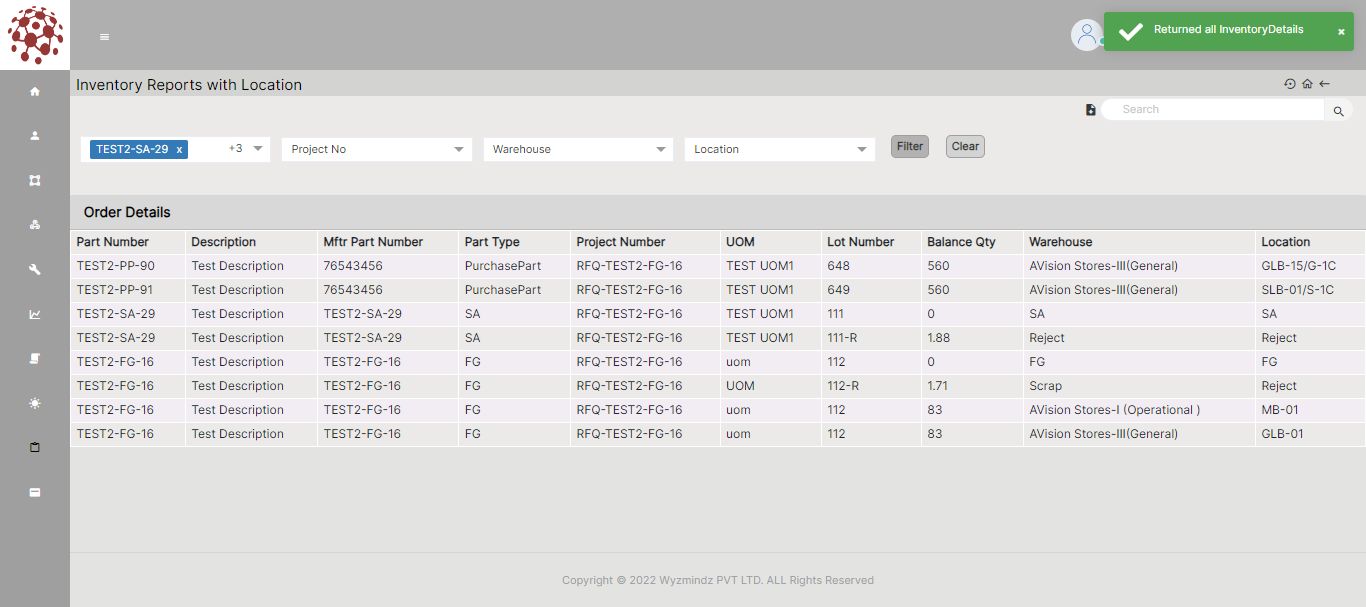 Returned all InventoryDetails ×
Inventory Reports with Location
Search
TEST2-SA-29 x +3 Project No Warehouse Location Filter Clear
Order Details
Part Number Description Mftr Part Number Part Type Project Number UOM Lot Number Balance Qty Warehouse Location
TEST2-PP-90 Test Description 76543456 PurchasePart RFQ-TEST2-FG-16 TEST UOM1 648 560 AVision Stores-III(General) GLB-15/G-1C
TEST2-PP-91 Test Description 76543456 PurchasePart RFQ-TEST2-FG-16 TEST UOM1 649 560 AVision Stores-III(General) SLB-01/S-1C
TEST2-SA-29 Test Description TEST2-SA-29 SA RFQ-TEST2-FG-16 TEST UOM1 111 0 SA SA
TEST2-SA-29 Test Description TEST2-SA-29 SA RFQ-TEST2-FG-16 TEST UOM1 111-R 1.88 Reject Reject
TEST2-FG-16 Test Description TEST2-FG-16 FG RFQ-TEST2-FG-16 uom 112 0 FG FG
TEST2-FG-16 Test Description TEST2-FG-16 FG RFQ-TEST2-FG-16 UOM 112-R 1.71 Scrap Reject
TEST2-FG-16 Test Description TEST2-FG-16 FG RFQ-TEST2-FG-16 uom 112 83 AVision Stores-I (Operational ) MB-01
TEST2-FG-16 Test Description TEST2-FG-16 FG RFQ-TEST2-FG-16 uom 112 83 AVision Stores-III(General) GLB-01
Copyright © 2022 Wyzmindz PVT LTD. ALL Rights Reserved